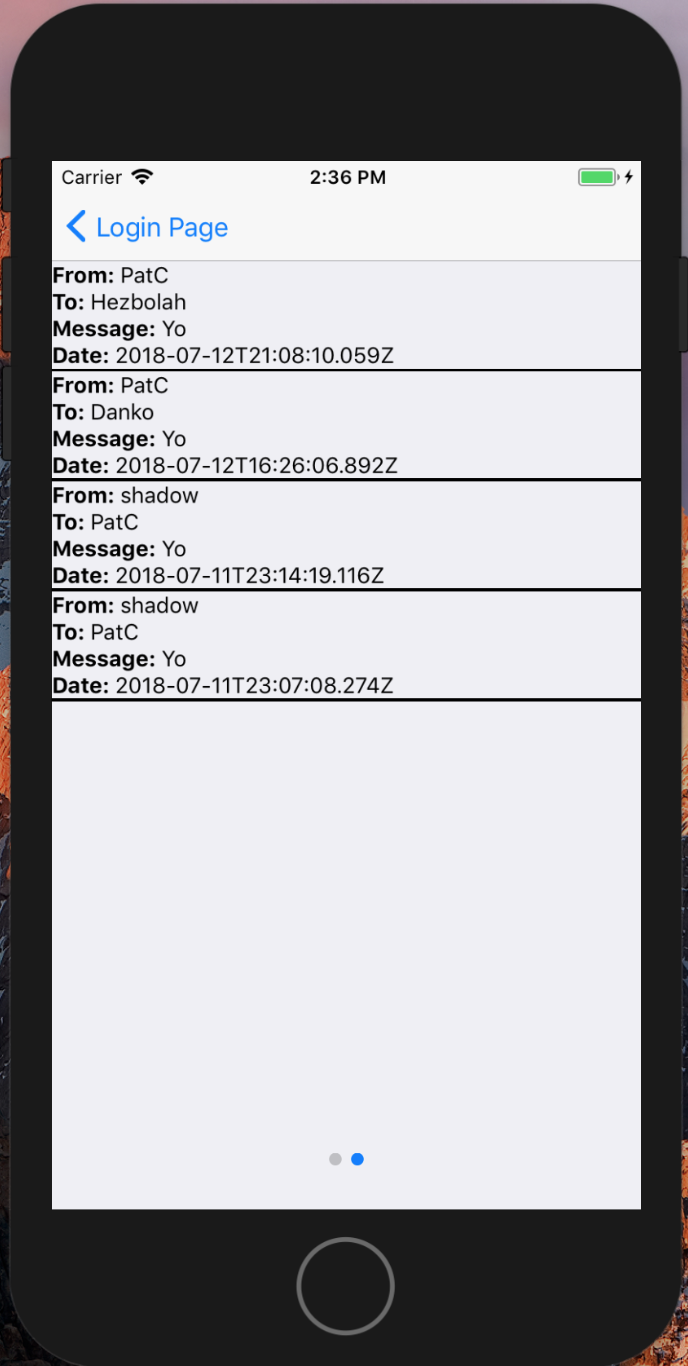 Carrier 2:36 PM
Login Page
From: PatC
To: Hezbolah
Message: Yo
Date: 2018-07-12T21:08:10.059Z
From: PatC
To: Danko
Message: Yo
Date: 2018-07-12T16:26:06.892Z
From: shadow
To: PatC
Message: Yo
Date: 2018-07-11T23:14:19.116Z
From: shadow
To: PatC
Message: Yo
Date: 2018-07-11T23:07:08.274Z